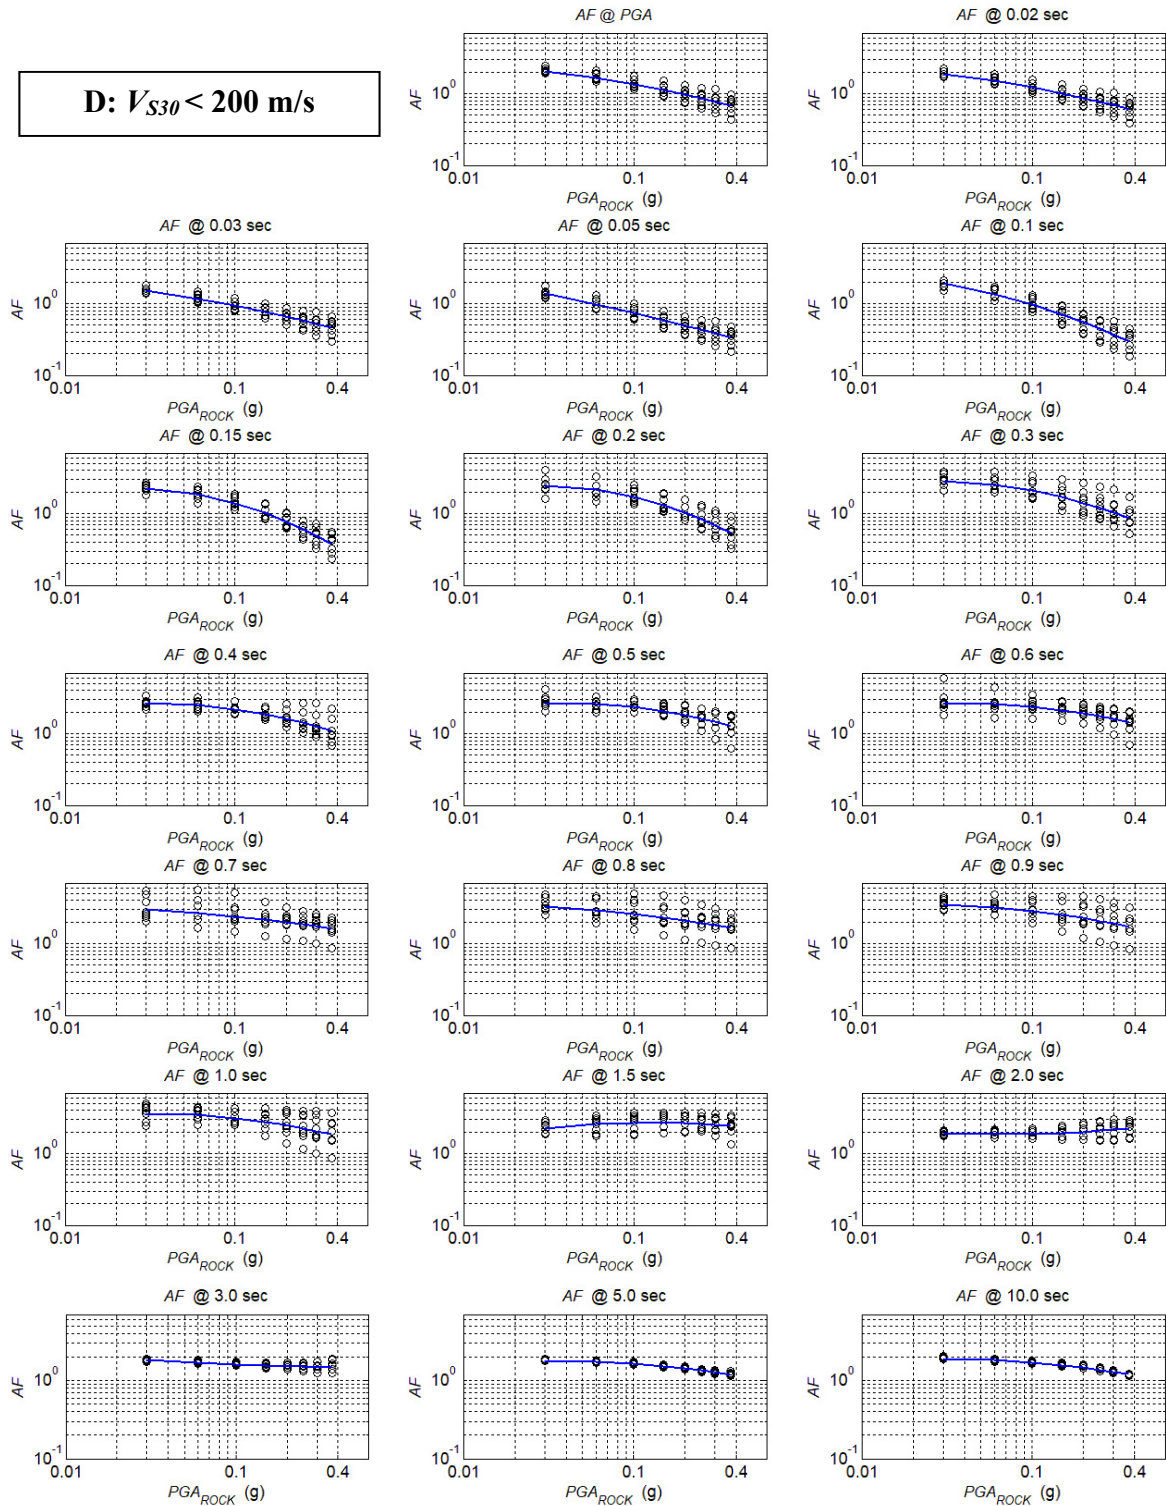 D: VS30 < 200 m/s
AF @ PGA
AF
10^0
10^-1
0.01 0.1 0.4
PGAROCK (g)
AF @ 0.02 sec
AF
10^0
10^-1
0.01 0.1 0.4
PGAROCK (g)
AF @ 0.03 sec
AF
10^0
10^-1
0.01 0.1 0.4
PGAROCK (g)
AF @ 0.05 sec
AF
10^0
10^-1
0.01 0.1 0.4
PGAROCK (g)
AF @ 0.1 sec
AF
10^0
10^-1
0.01 0.1 0.4
PGAROCK (g)
AF @ 0.15 sec
AF
10^0
10^-1
0.01 0.1 0.4
PGAROCK (g)
AF @ 0.2 sec
AF
10^0
10^-1
0.01 0.1 0.4
PGAROCK (g)
AF @ 0.3 sec
AF
10^0
10^-1
0.01 0.1 0.4
PGAROCK (g)
AF @ 0.4 sec
AF
10^0
10^-1
0.01 0.1 0.4
PGAROCK (g)
AF @ 0.5 sec
AF
10^0
10^-1
0.01 0.1 0.4
PGAROCK (g)
AF @ 0.6 sec
AF
10^0
10^-1
0.01 0.1 0.4
PGAROCK (g)
AF @ 0.7 sec
AF
10^0
10^-1
0.01 0.1 0.4
PGAROCK (g)
AF @ 0.8 sec
AF
10^0
10^-1
0.01 0.1 0.4
PGAROCK (g)
AF @ 0.9 sec
AF
10^0
10^-1
0.01 0.1 0.4
PGAROCK (g)
AF @ 1.0 sec
AF
10^0
10^-1
0.01 0.1 0.4
PGAROCK (g)
AF @ 1.5 sec
AF
10^0
10^-1
0.01 0.1 0.4
PGAROCK (g)
AF @ 2.0 sec
AF
10^0
10^-1
0.01 0.1 0.4
PGAROCK (g)
AF @ 3.0 sec
AF
10^0
10^-1
0.01 0.1 0.4
PGAROCK (g)
AF @ 5.0 sec
AF
10^0
10^-1
0.01 0.1 0.4
PGAROCK (g)
AF @ 10.0 sec
AF
10^0
10^-1
0.01 0.1 0.4
PGAROCK (g)